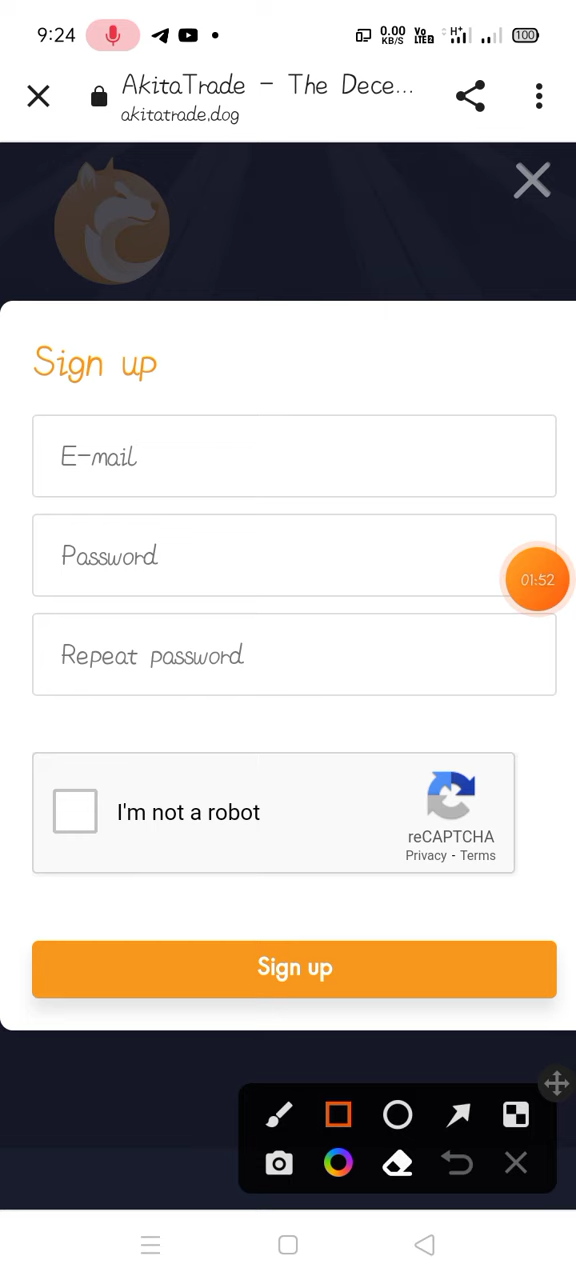 9:24
0.00
KB/S
Vo
LTE2
H+
100
AkitaTrade - The Dece...
akitatrade.dog
Sign up
E-mail
Password
01:52
Repeat password
I'm not a robot
reCAPTCHA
Privacy - Terms
Sign up